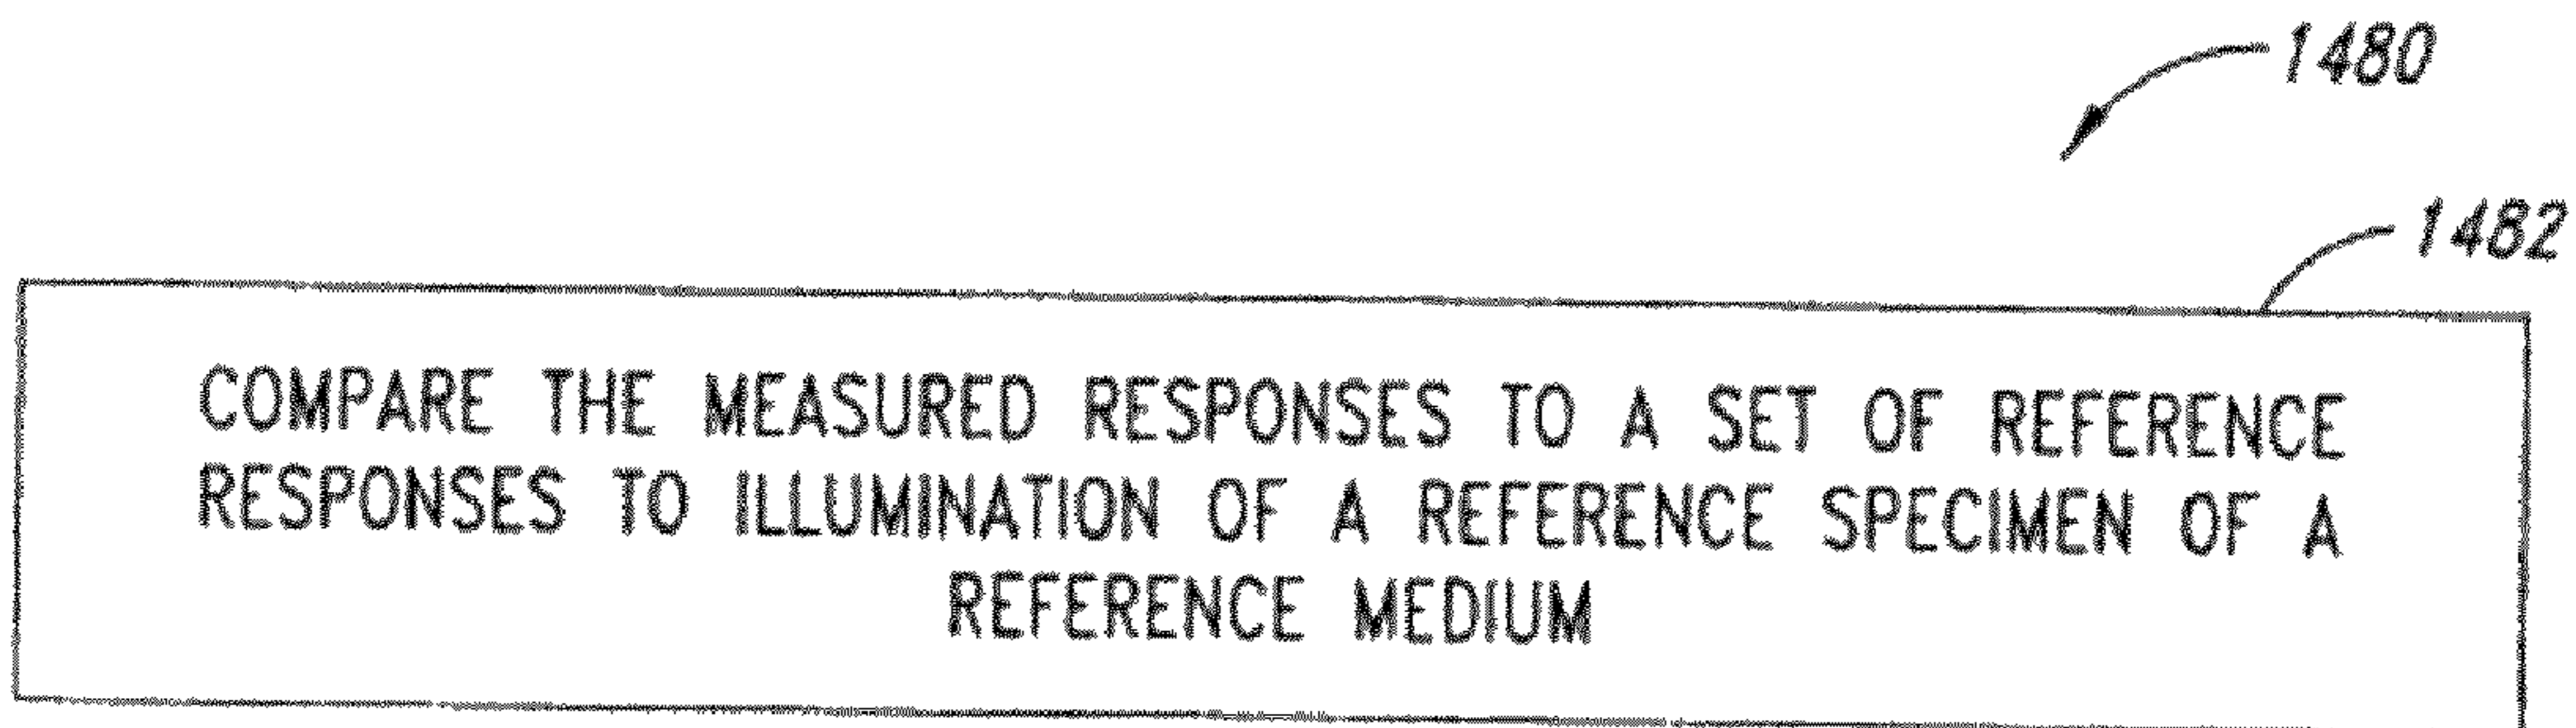 1480
1482
COMPARE THE MEASURED RESPONSES TO A SET OF REFERENCE
RESPONSES TO ILLUMINATION OF A REFERENCE SPECIMEN OF A
REFERENCE MEDIUM